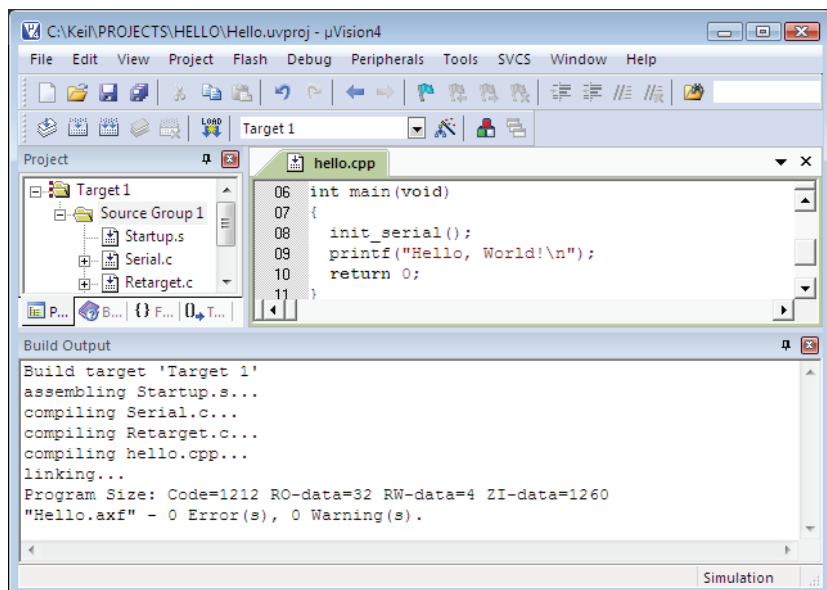 C:\Keil\PROJECTS\HELLO\Hello.uvproj - µVision4
File Edit View Project Flash Debug Peripherals Tools SVCS Window Help
LOAD Target 1
Project
Target 1
Source Group 1
Startup.s
Serial.c
Retarget.c
P... B... {} F... 0 T...
hello.cpp
06 int main(void)
07 {
08 init_serial();
09 printf("Hello, World!\n");
10 return 0;
11 }
Build Output
Build target 'Target 1'
assembling Startup.s...
compiling Serial.c...
compiling Retarget.c...
compiling hello.cpp...
linking...
Program Size: Code=1212 RO-data=32 RW-data=4 ZI-data=1260
"Hello.axf" - 0 Error(s), 0 Warning(s).
Simulation